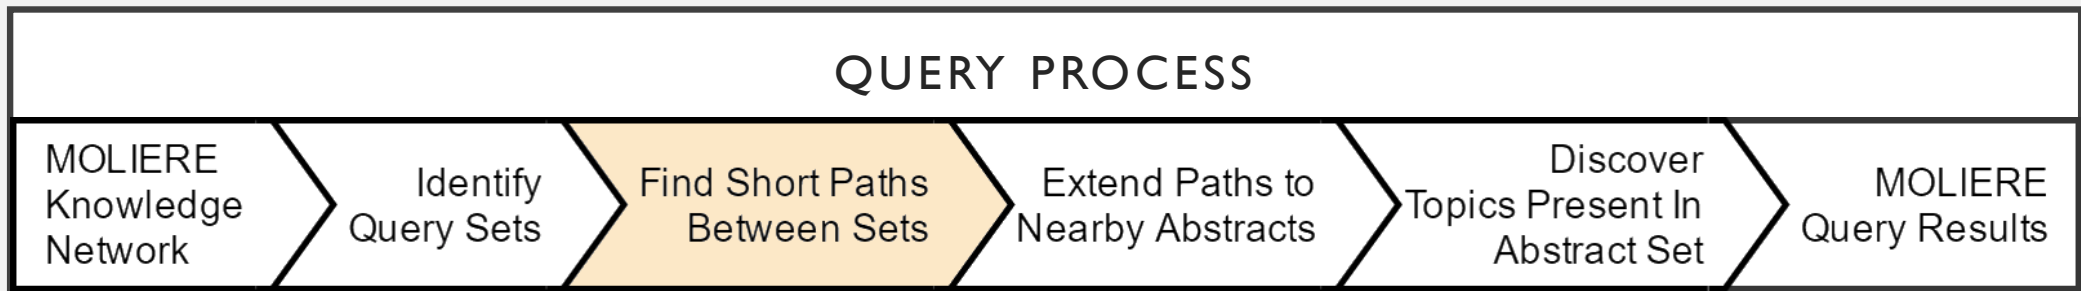 QUERY PROCESS
MOLIERE
Knowledge
Network
Identify
Query Sets
Find Short Paths
Between Sets
Extend Paths to
Nearby Abstracts
Discover
Topics Present In
Abstract Set
MOLIERE
Query Results